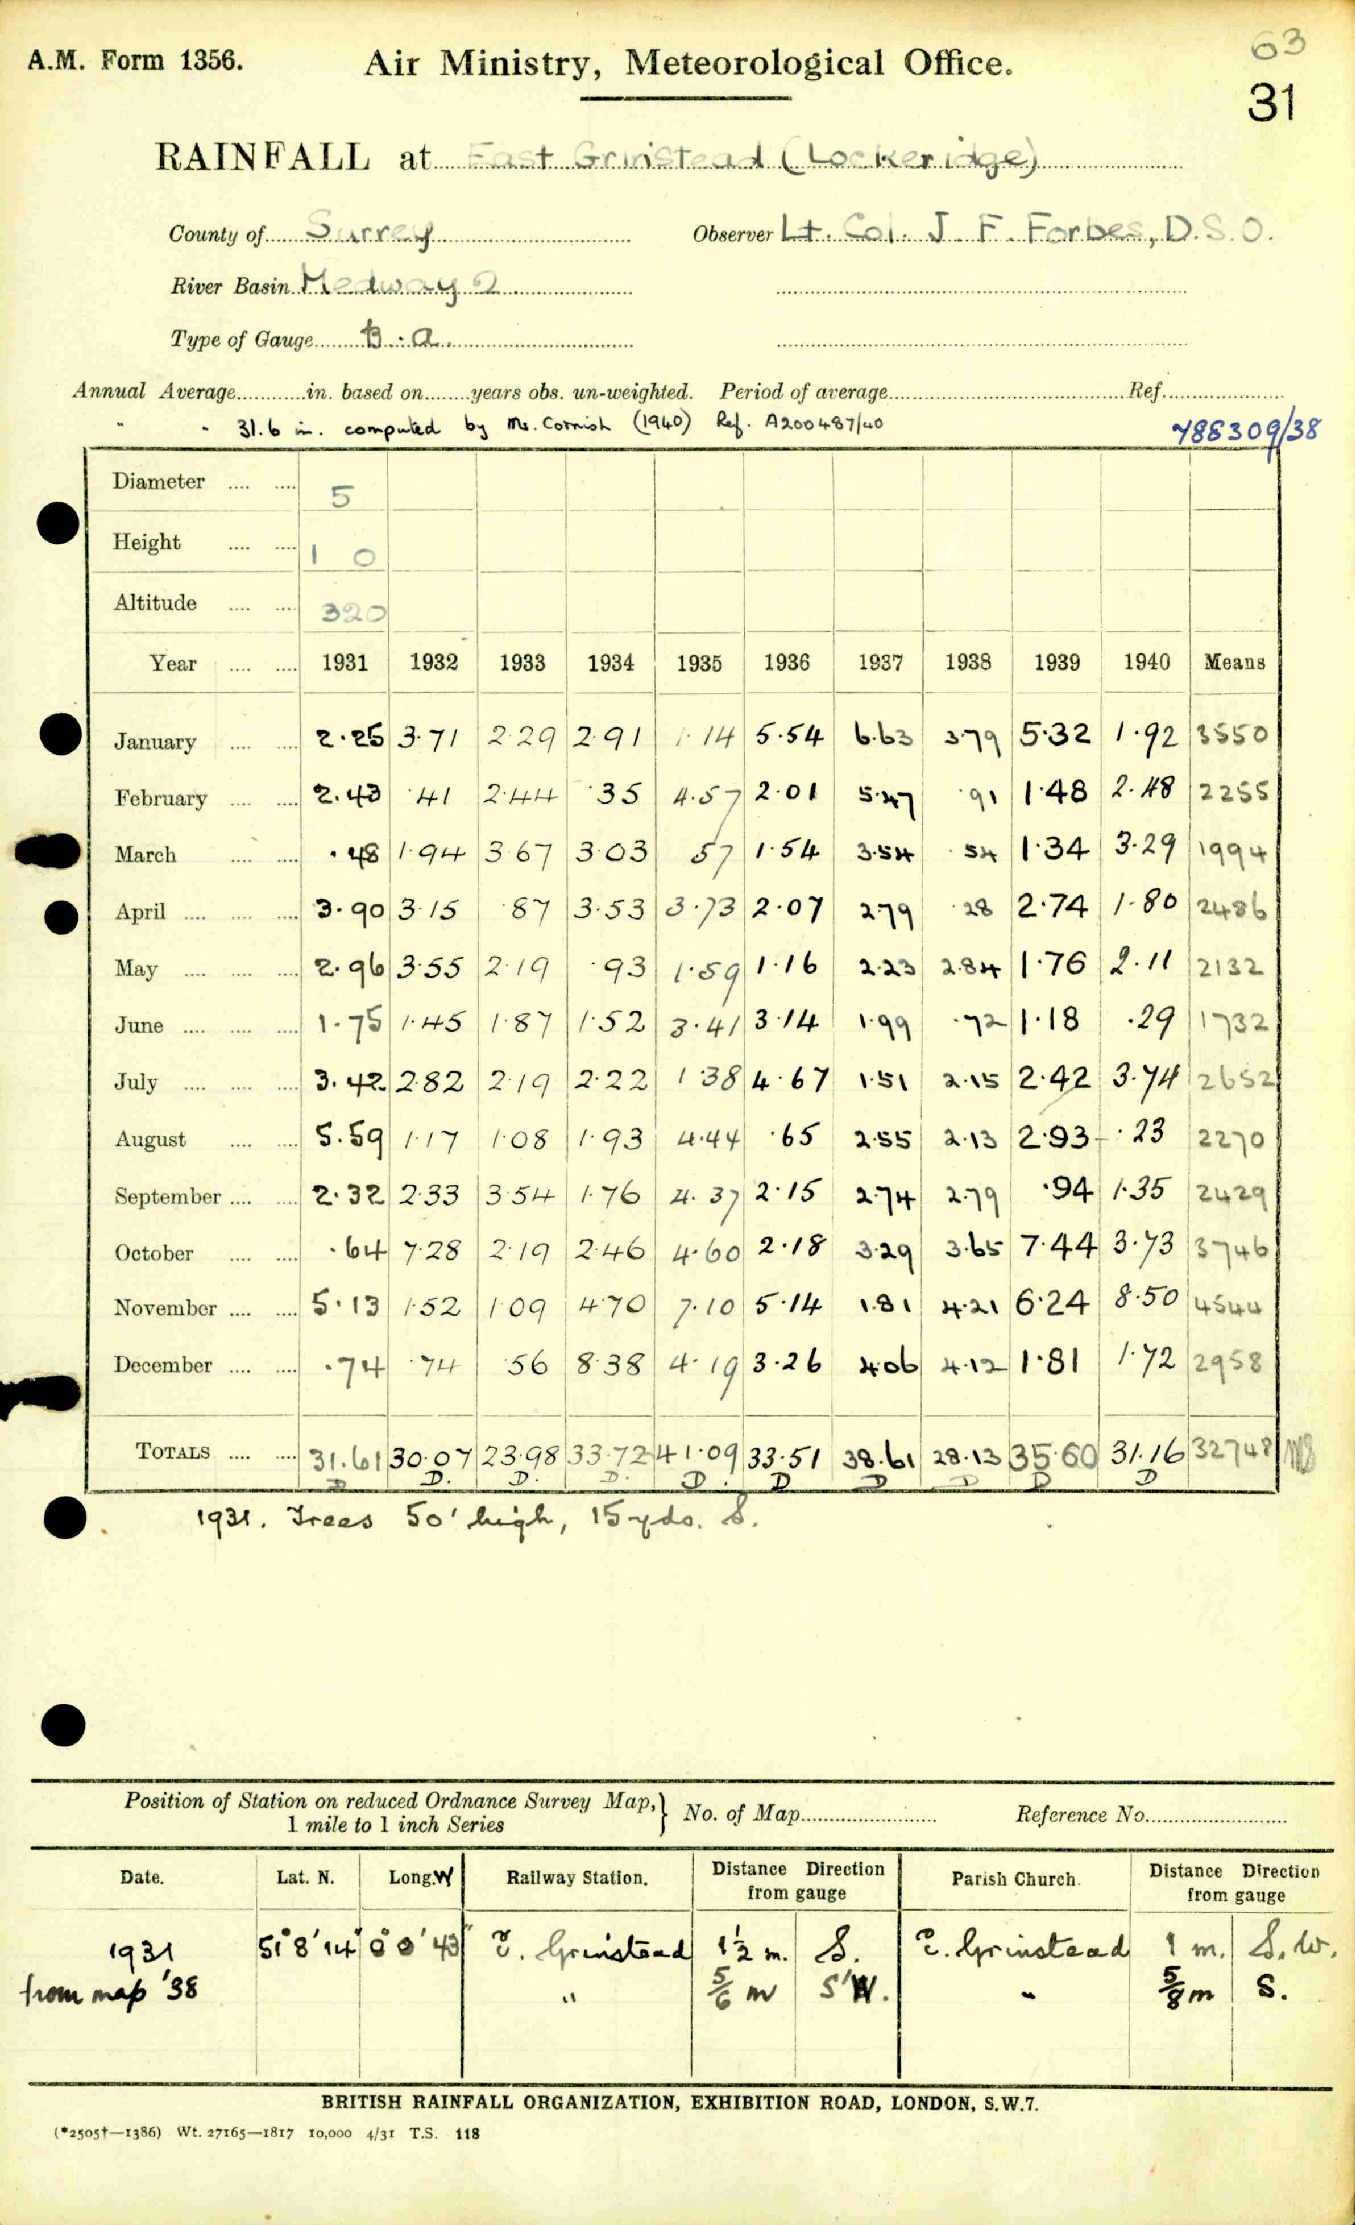 63
A.M. Form 1356. Air Ministry, Meteorological Office.
31
RAINFALL at East Grinstead (Lockeridge)
County of Surrey Observer Lt. Col. J. F. Forbes, D.S.O.
River Basin Medway 2
Type of Gauge B.a.
Annual Average in. based on years obs. un-weighted. Period of average Ref.
" " 31.6 in. computed by Mr. Cornish (1940) Ref. A200487/40 788309/38
Diameter 5
Height 1 0
Altitude 320
Year 1931 1932 1933 1934 1935 1936 1937 1938 1939 1940 Means
January 2.25 3.71 2.29 2.91 1.14 5.54 6.63 3.79 5.32 1.92 3550
February 2.43 .41 2.44 .35 4.57 2.01 5.47 .91 1.48 2.48 2255
March .48 1.94 3.67 3.03 .57 1.54 3.54 .54 1.34 3.29 1994
April 3.90 3.15 .87 3.53 3.73 2.07 2.79 .28 2.74 1.80 2486
May 2.96 3.55 2.19 .93 1.59 1.16 2.23 2.84 1.76 2.11 2132
June 1.75 1.45 1.87 1.52 3.41 3.14 1.99 .72 1.18 .29 1732
July 3.42 2.82 2.19 2.22 1.38 4.67 1.51 2.15 2.42 3.74 2652
August 5.59 1.17 1.08 1.93 4.44 .65 2.55 2.13 2.93 .23 2270
September 2.32 2.33 3.54 1.76 4.37 2.15 2.74 2.79 .94 1.35 2429
October .64 7.28 2.19 2.46 4.60 2.18 3.29 3.65 7.44 3.73 3746
November 5.13 1.52 1.09 4.70 7.10 5.14 1.81 4.21 6.24 8.50 4544
December .74 .74 .56 8.38 4.19 3.26 4.06 4.12 1.81 1.72 2958
TOTALS 31.61 30.07 23.98 33.72 41.09 33.51 38.61 28.13 35.60 31.16 32748
D D. D. D. D. D D D D D
1931. Trees 50' high, 15 yds. S.
Position of Station on reduced Ordnance Survey Map, } No. of Map Reference No.
1 mile to 1 inch Series
Date. Lat. N. Long. W Railway Station. Distance Direction from gauge Parish Church. Distance Direction from gauge
1931 51° 8' 14" 0° 0' 43" E. Grinstead 1½ m. S. E. Grinstead 1 m. S.W.
from map '38 " 5/6 m S'W. " 5/8 m S.
BRITISH RAINFALL ORGANIZATION, EXHIBITION ROAD, LONDON, S.W.7.
(*2505†—1386) Wt. 27165—1817 10,000 4/31 T.S. 118